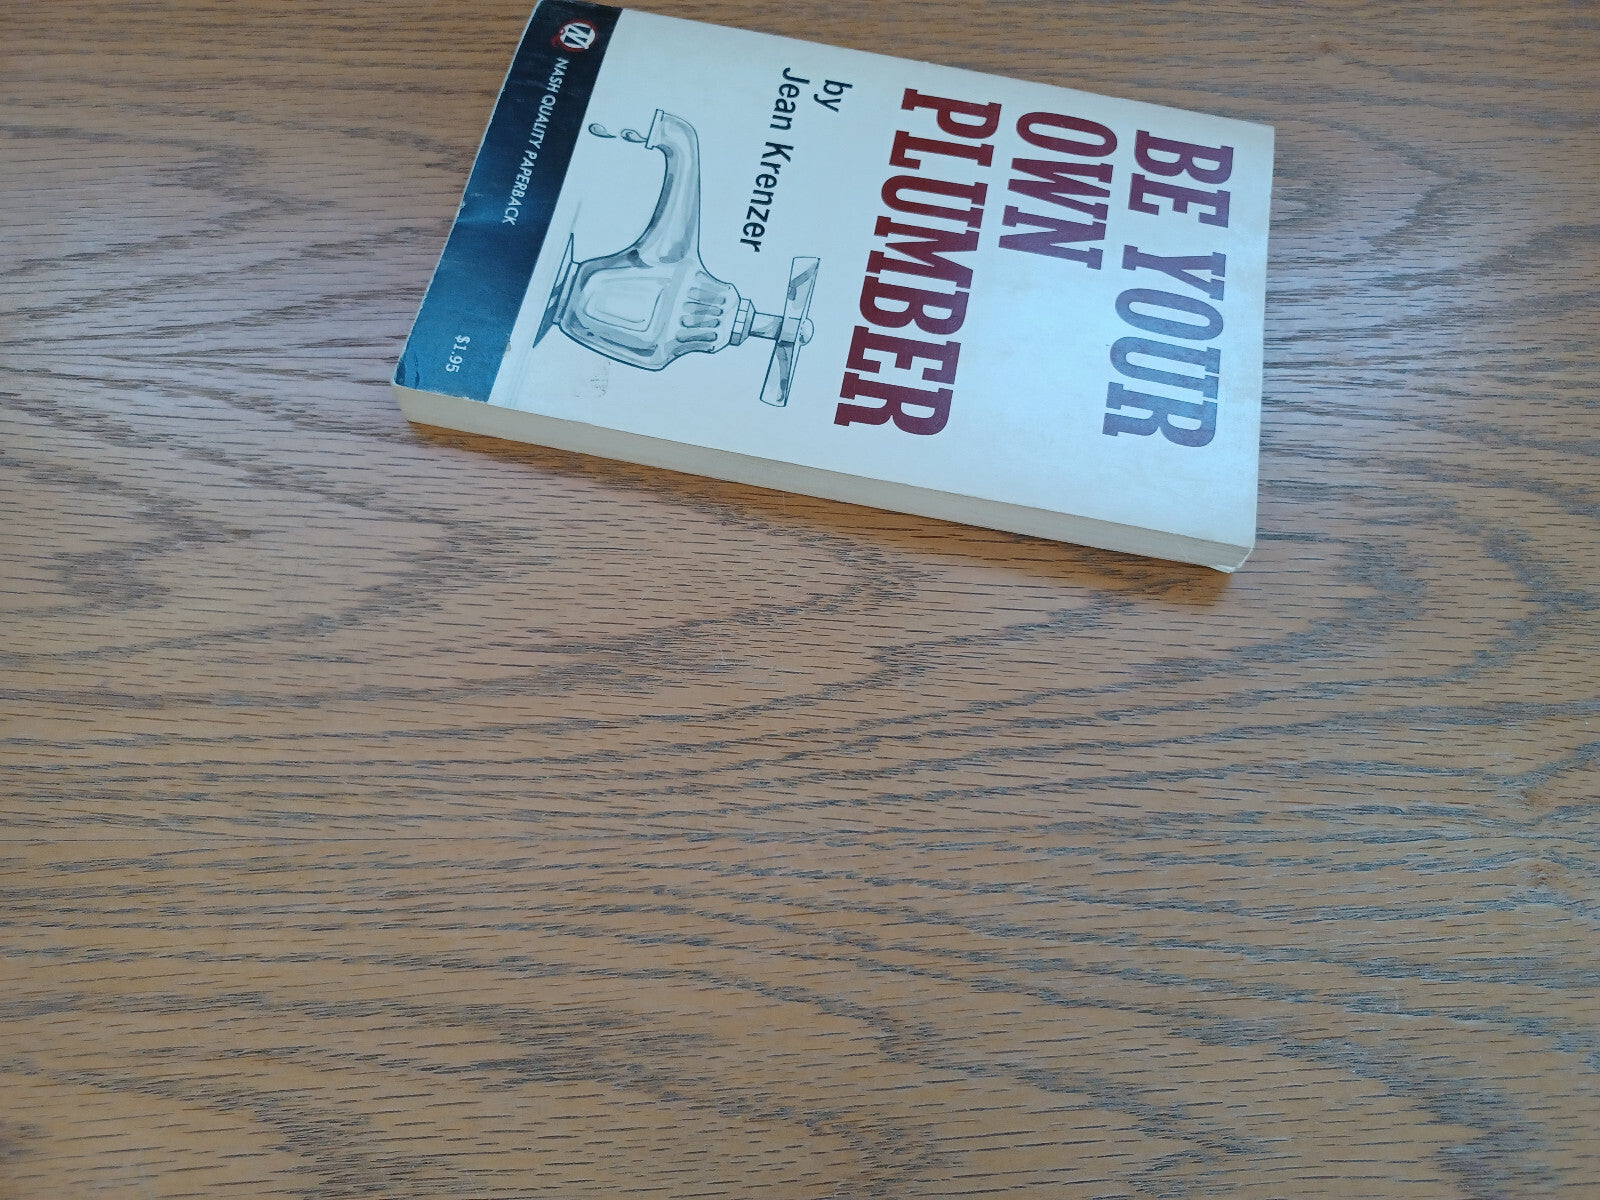 BE YOUR
OWN
PLUMBER
by
Jean Krenzer
N NASH QUALITY PAPERBACK
$1.95